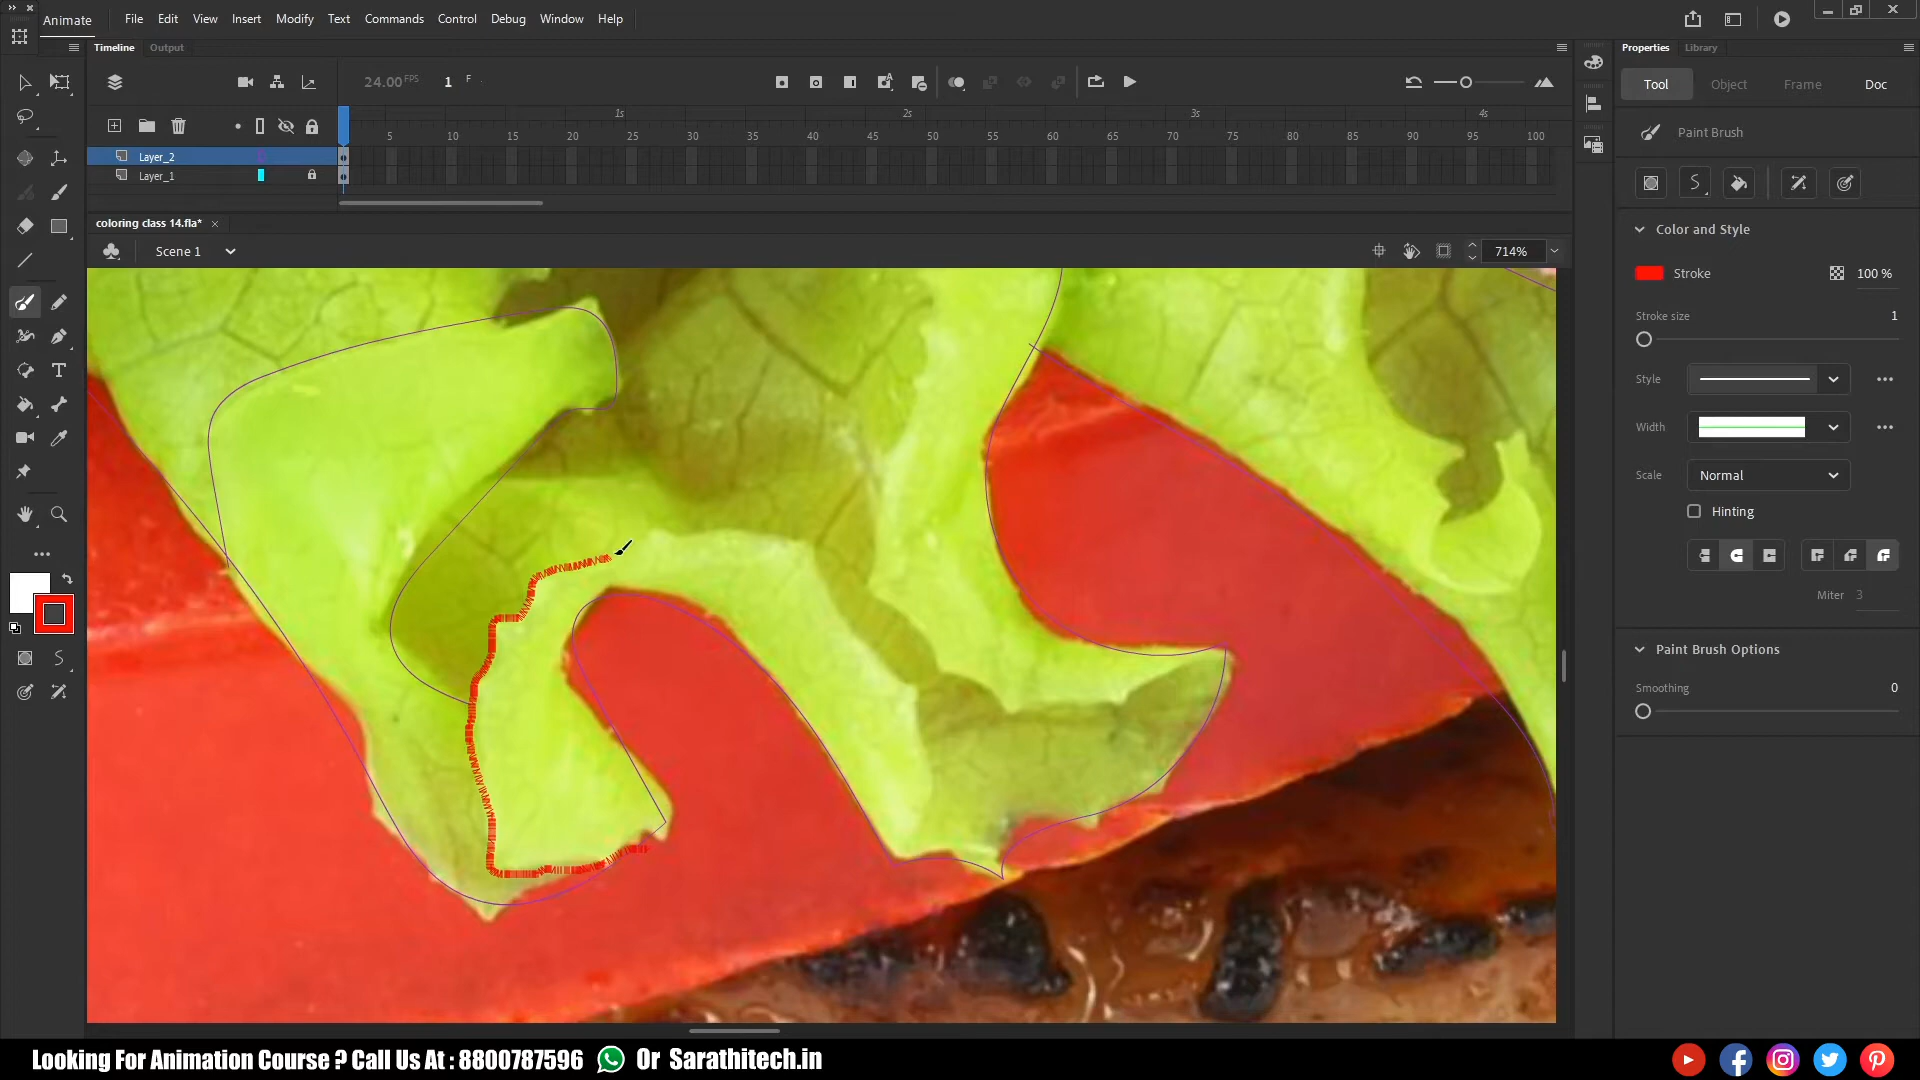 Animate File Edit View Insert Modify Text Commands Control Debug Window Help
Timeline Output Properties Library
24.00 FPS 1 F Tool Object Frame Doc
1s 2s 3s 4s
5 10 15 20 25 30 35 40 45 50 55 60 65 70 75 80 85 90 95 100
Paint Brush
Layer_2
Layer_1
coloring class 14.fla* ×
Color and Style
Scene 1 714%
Stroke 100 %
Stroke size 1
Style
Width
Scale Normal
Hinting
Miter 3
Paint Brush Options
Smoothing 0
Looking For Animation Course ? Call Us At : 8800787596 Or Sarathitech.in